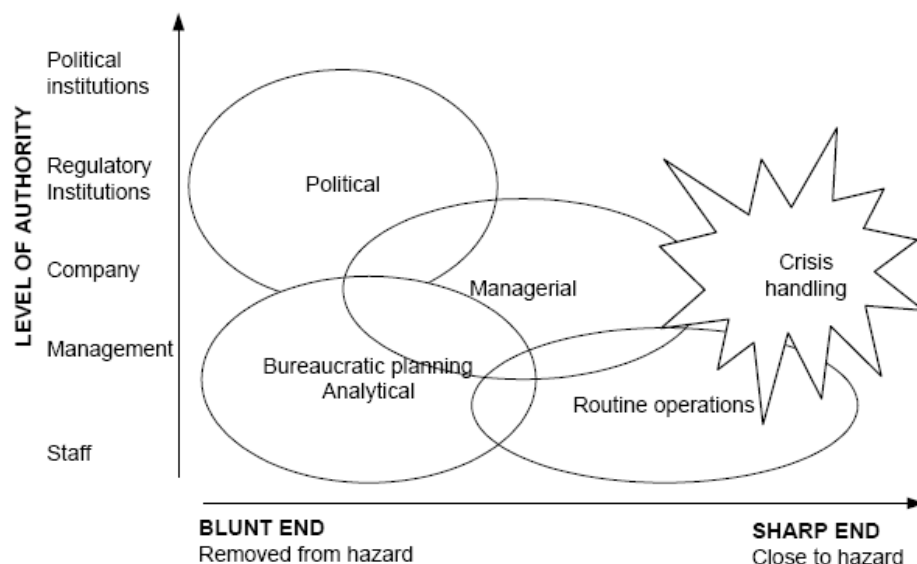 LEVEL OF AUTHORITY
Political
institutions
Regulatory
Institutions
Company
Management
Staff
Political
Managerial
Crisis
handling
Bureaucratic planning
Analytical
Routine operations
BLUNT END
Removed from hazard
SHARP END
Close to hazard